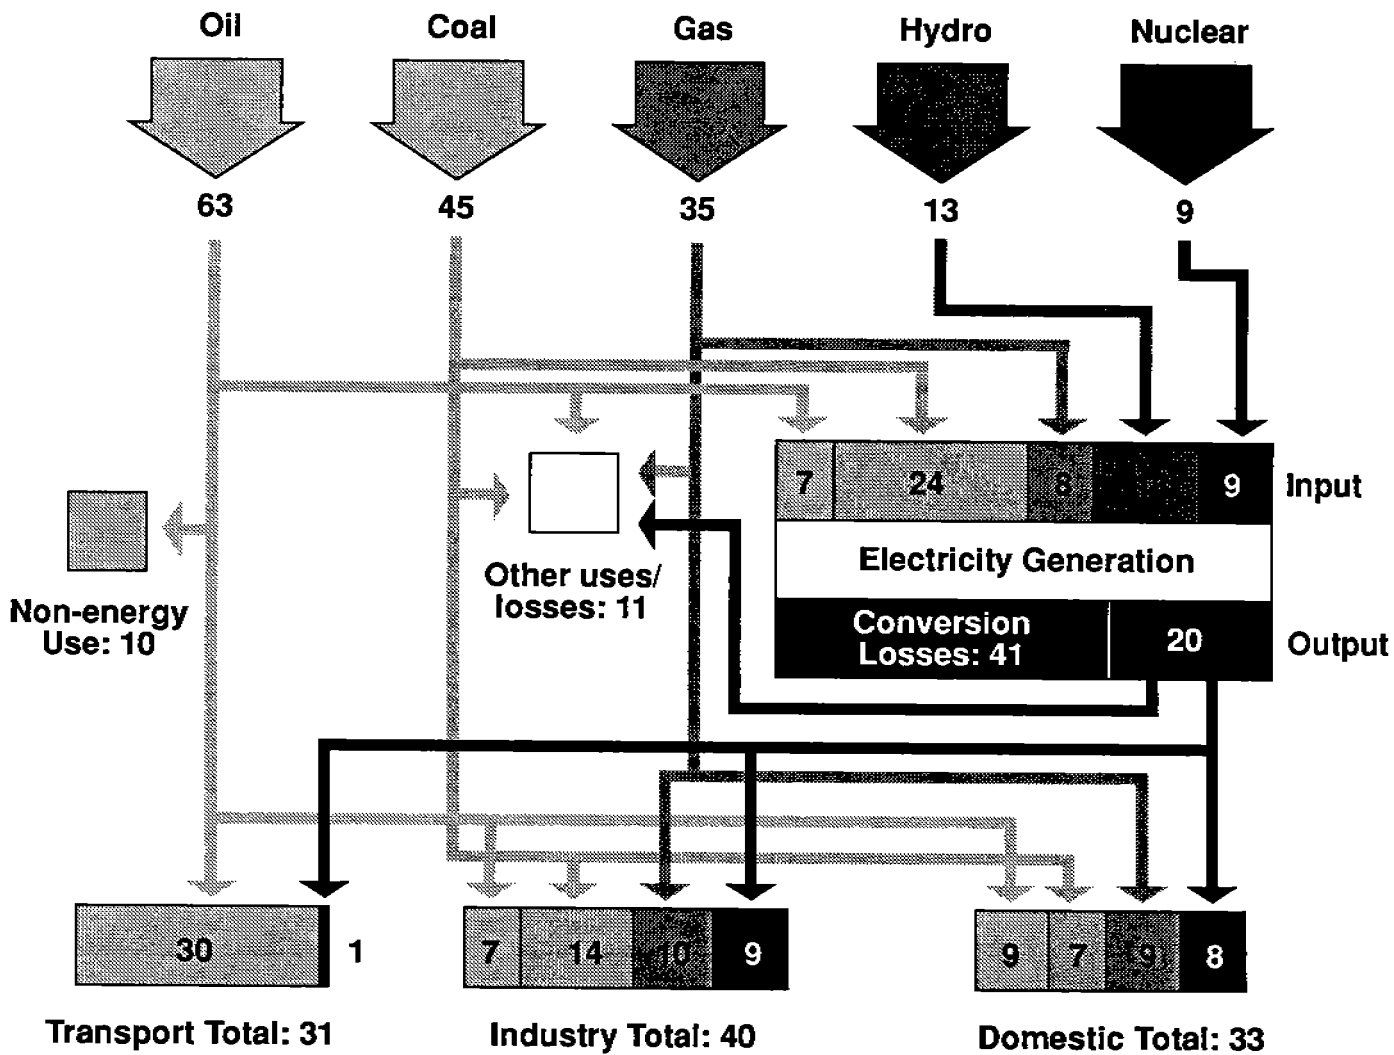 Oil
Coal
Gas
Hydro
Nuclear
63
45
35
13
9
7
24
8
9
Input
Electricity Generation
Conversion
Losses: 41
20
Output
Non-energy
Use: 10
Other uses/
losses: 11
30
1
7
14
10
9
9
7
9
8
Transport Total: 31
Industry Total: 40
Domestic Total: 33